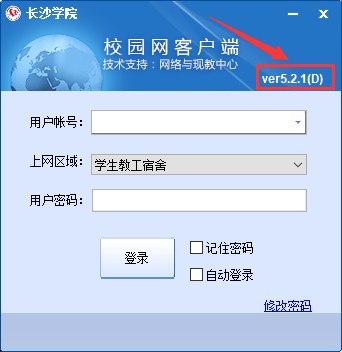 长沙学院
校园网客户端
技术支持：网络与现教中心
ver5.2.1(D)
用户帐号：
上网区域： 学生教工宿舍
用户密码：
登录
记住密码
自动登录
修改密码